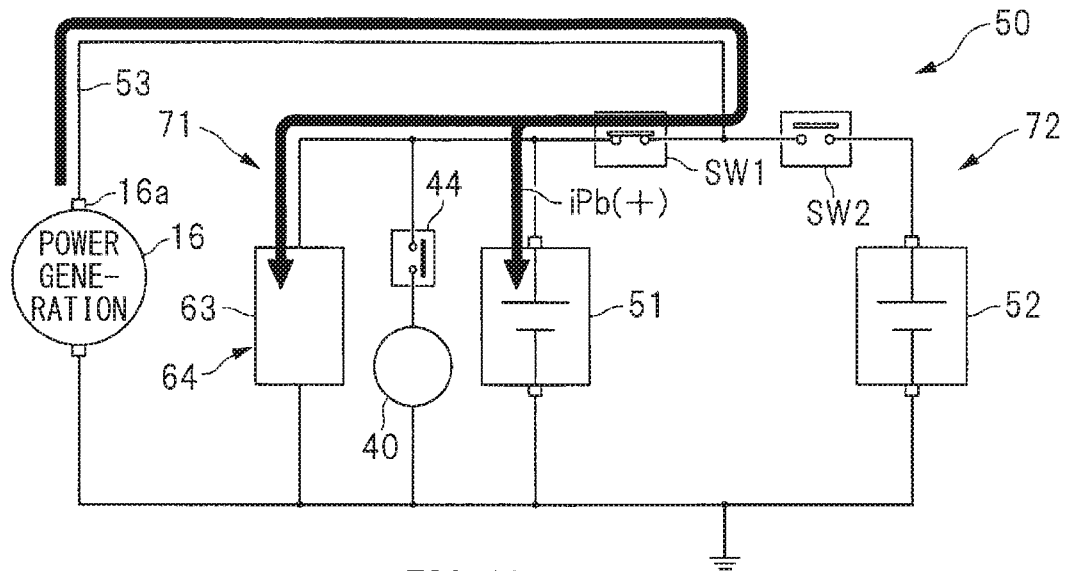 50
53
71
72
16a
44
SW1
iPb(+)
SW2
POWER
GENE-
RATION
16
63
51
52
64
40